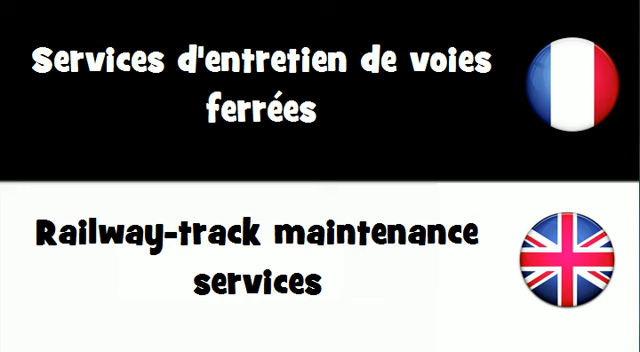 Services d'entretien de voies
ferrées
Railway-track maintenance
services